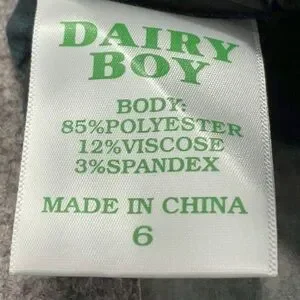 DAIRY
BOY
BODY:
85%POLYESTER
12%VISCOSE
3%SPANDEX
MADE IN CHINA
6